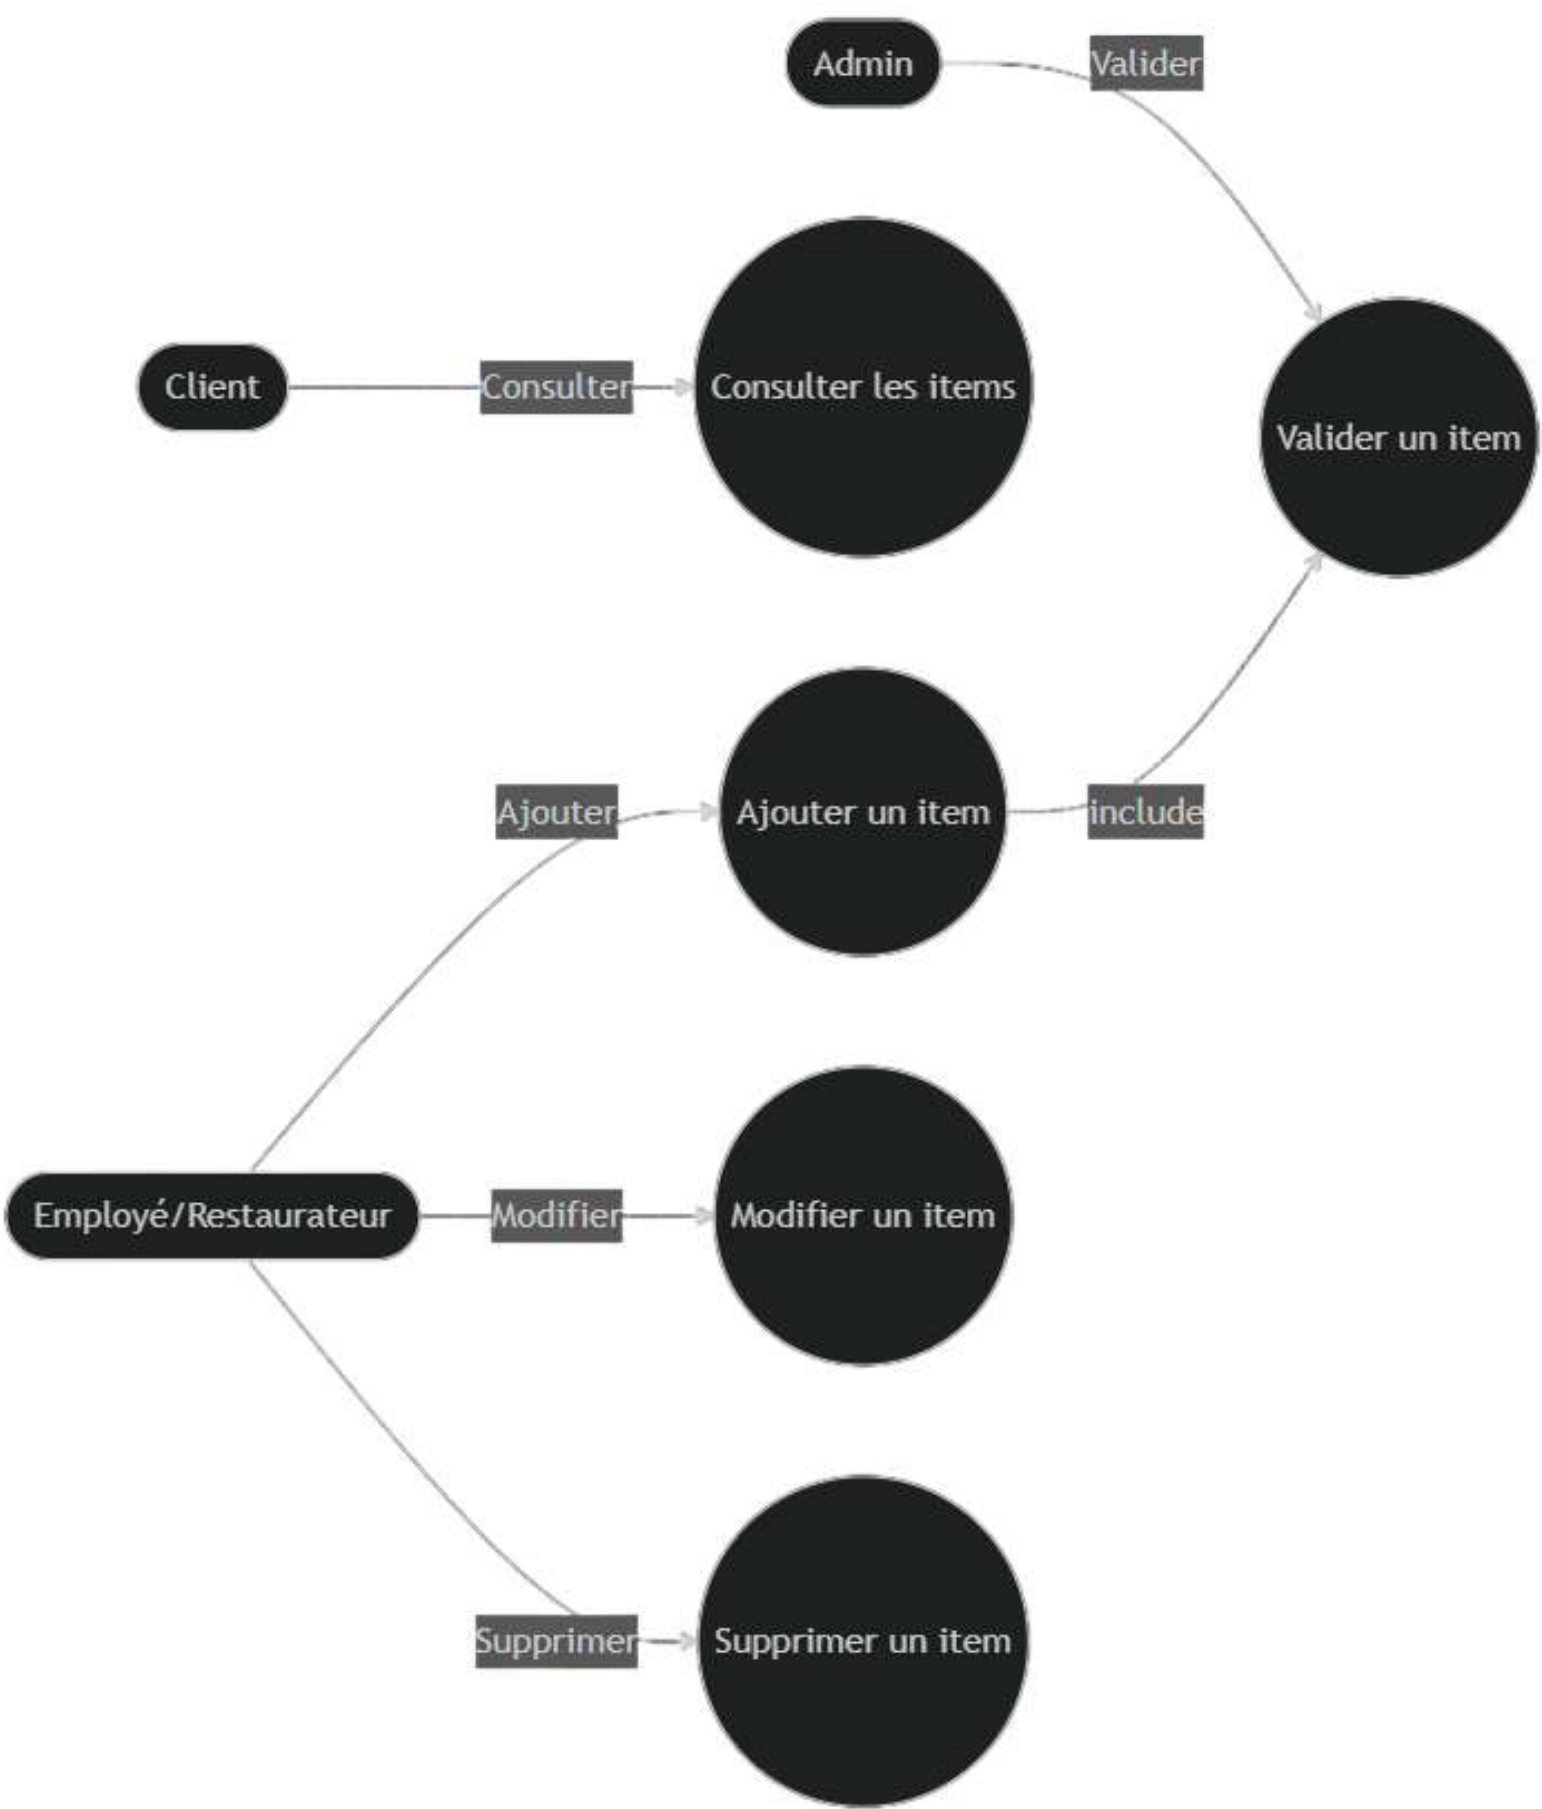 Admin
Valider
Client
Consulter
Consulter les items
Valider un item
Ajouter
Ajouter un item
include
Employé/Restaurateur
Modifier
Modifier un item
Supprimer
Supprimer un item